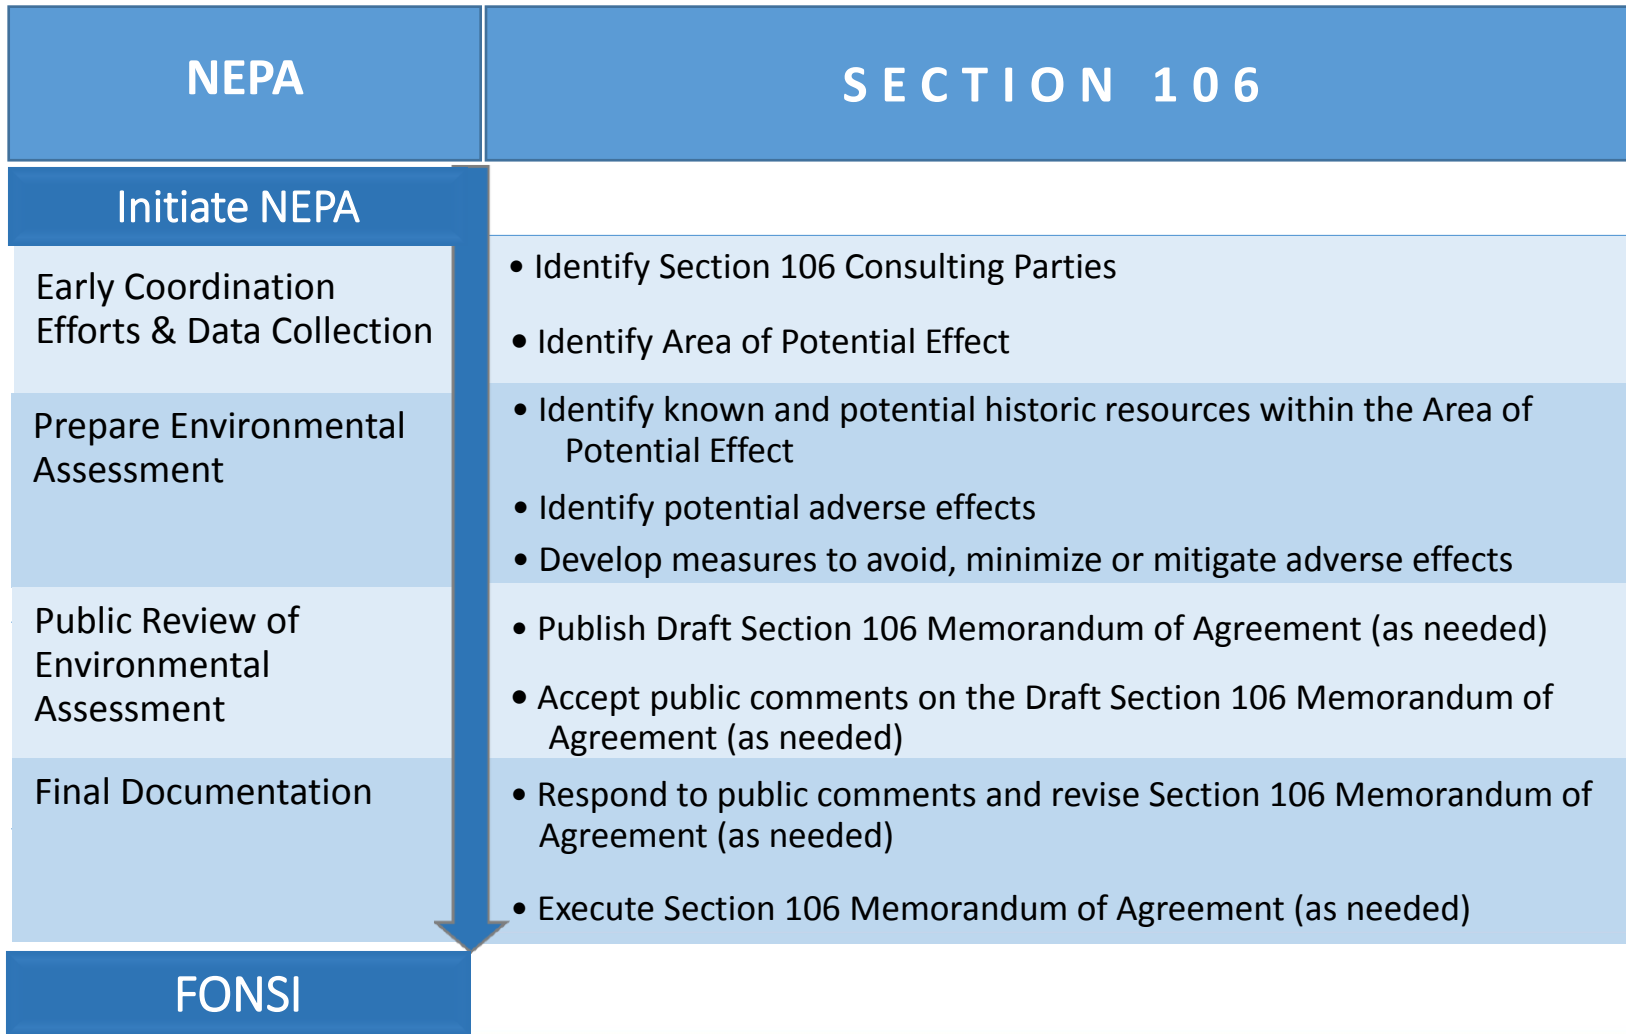 NEPA
SECTION 106
Initiate NEPA
Early Coordination
Efforts & Data Collection
• Identify Section 106 Consulting Parties
• Identify Area of Potential Effect
Prepare Environmental
Assessment
• Identify known and potential historic resources within the Area of
Potential Effect
• Identify potential adverse effects
• Develop measures to avoid, minimize or mitigate adverse effects
Public Review of
Environmental
Assessment
• Publish Draft Section 106 Memorandum of Agreement (as needed)
• Accept public comments on the Draft Section 106 Memorandum of
Agreement (as needed)
Final Documentation
• Respond to public comments and revise Section 106 Memorandum of
Agreement (as needed)
• Execute Section 106 Memorandum of Agreement (as needed)
FONSI